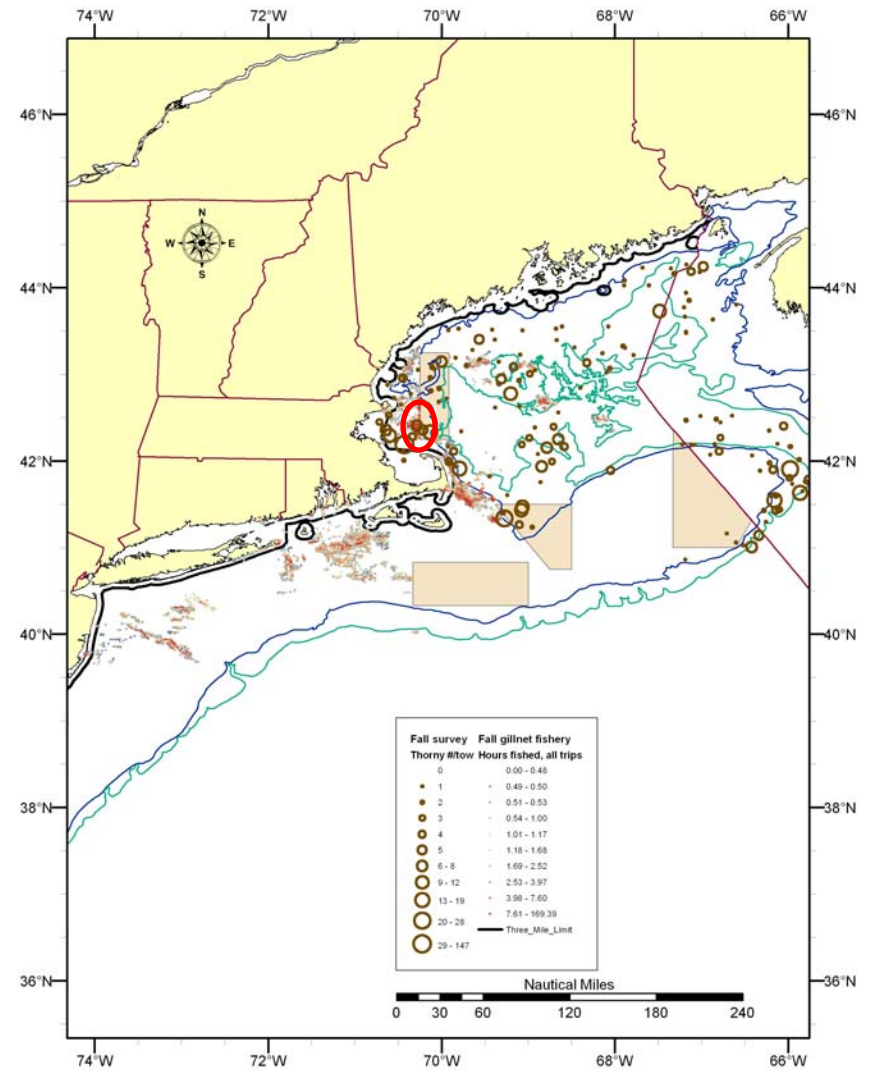 74°W 72°W 70°W 68°W 66°W
46°N 46°N
N
W E
S
44°N 44°N
42°N 42°N
40°N 40°N
Fall survey Fall gillnet fishery
Thorny #/tow Hours fished, all trips
0 0.00 - 0.48
1 0.49 - 0.50
2 0.51 - 0.53
3 0.54 - 1.00
4 1.01 - 1.17
5 1.18 - 1.68
6 - 8 1.69 - 2.52
9 - 12 2.53 - 3.97
13 - 19 3.98 - 7.60
20 - 28 7.61 - 169.39
29 - 147 Three_Mile_Limit
38°N 38°N
36°N 36°N
Nautical Miles
0 30 60 120 180 240
74°W 72°W 70°W 68°W 66°W